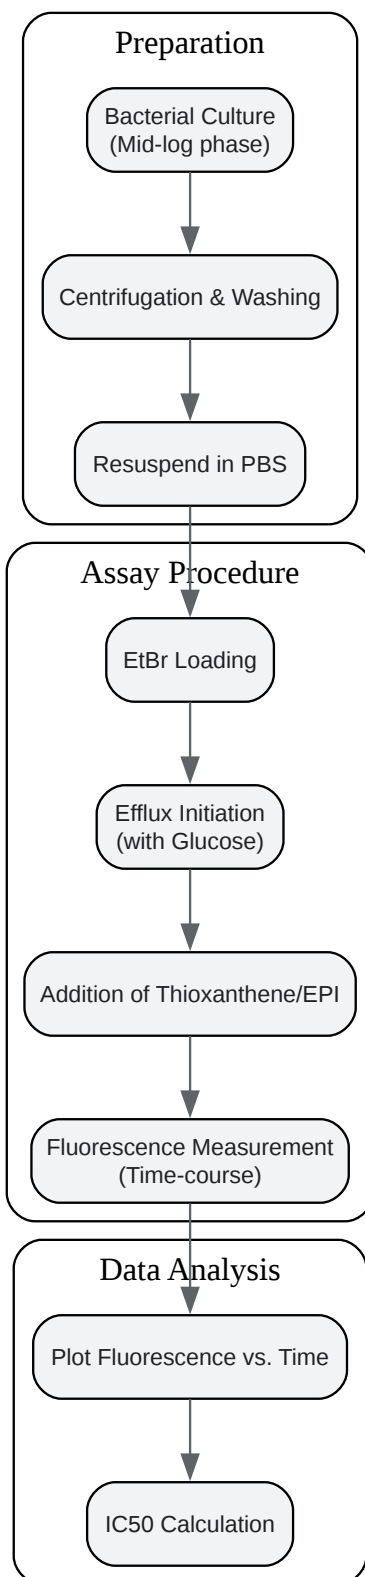 Preparation
Bacterial Culture
(Mid-log phase)
Centrifugation & Washing
Resuspend in PBS
Assay Procedure
EtBr Loading
Efflux Initiation
(with Glucose)
Addition of Thioxanthene/EPI
Fluorescence Measurement
(Time-course)
Data Analysis
Plot Fluorescence vs. Time
IC50 Calculation